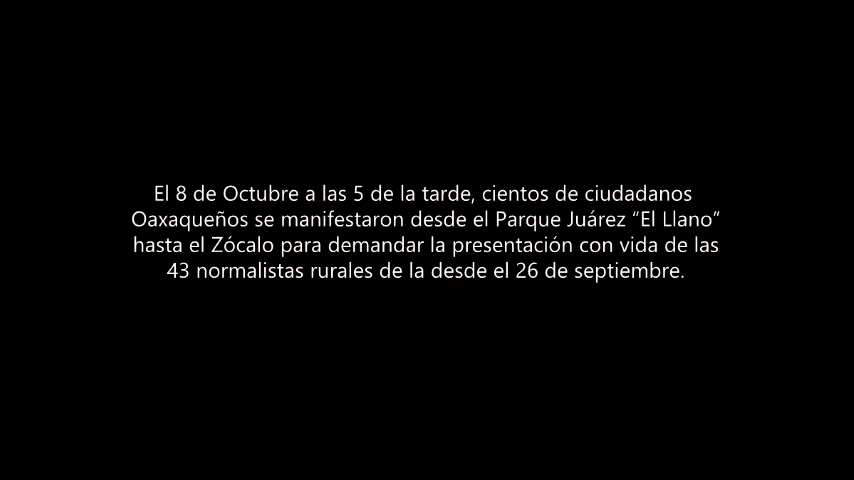 El 8 de Octubre a las 5 de la tarde, cientos de ciudadanos
Oaxaqueños se manifestaron desde el Parque Juárez “El Llano”
hasta el Zócalo para demandar la presentación con vida de las
43 normalistas rurales de la desde el 26 de septiembre.